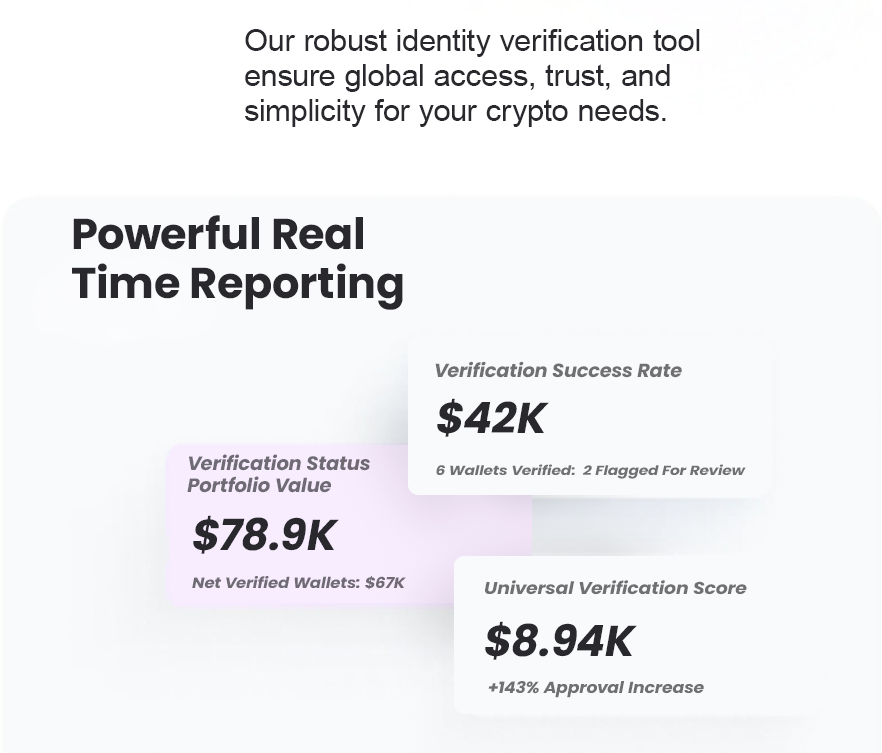 Our robust identity verification tool
ensure global access, trust, and
simplicity for your crypto needs.
Powerful Real
Time Reporting
Verification Success Rate
$42K
6 Wallets Verified: 2 Flagged For Review
Verification Status
Portfolio Value
$78.9K
Net Verified Wallets: $67K
Universal Verification Score
$8.94K
+143% Approval Increase